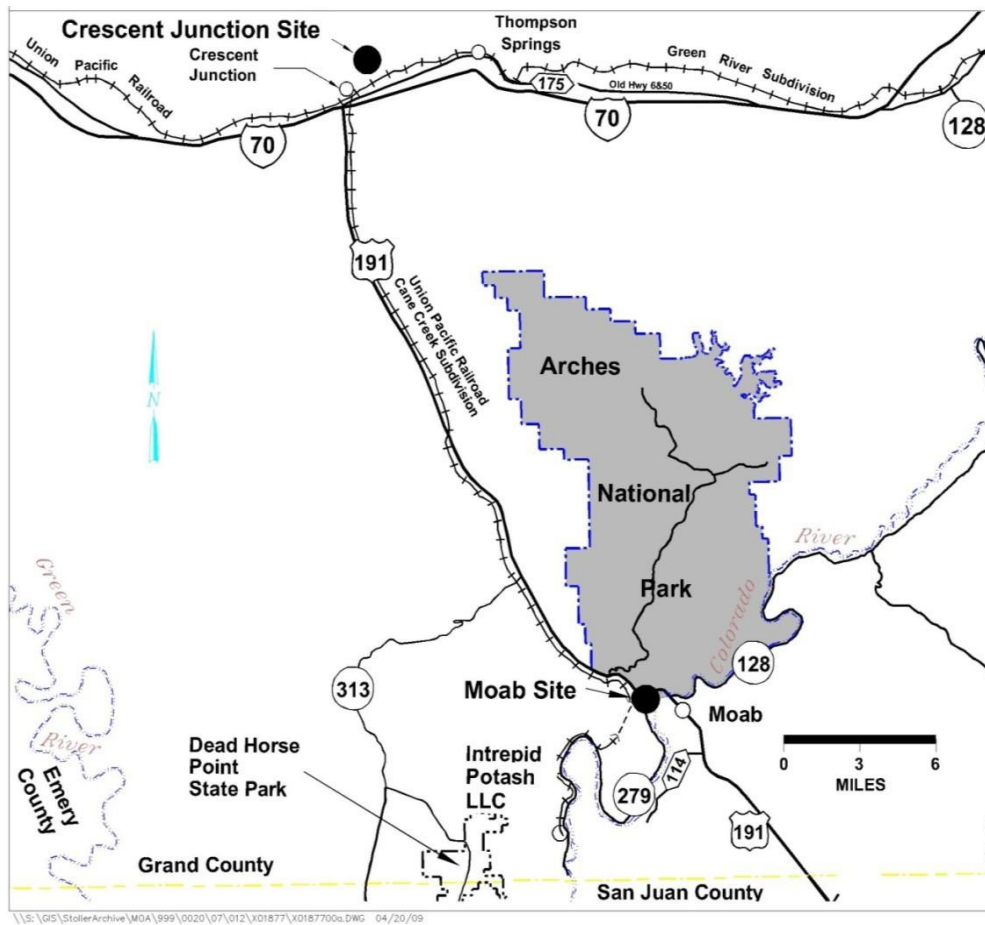 Crescent Junction Site
Crescent
Junction
Thompson
Springs
Union Pacific Railroad
Green River Subdivision
175
Old Hwy 6&50
70
70
128
191
Union Pacific Railroad
Cane Creek Subdivision
Arches
National
Park
N
River
Colorado
Green
River
128
313
Moab Site
Moab
Dead Horse
Point
State Park
Intrepid
Potash
LLC
279
114
191
0 3 6
MILES
Emery
County
Grand County
San Juan County
\\S:\GIS\StollerArchive\MOA\999\0020\07\012\X01877\X0187700a.DWG 04/20/09